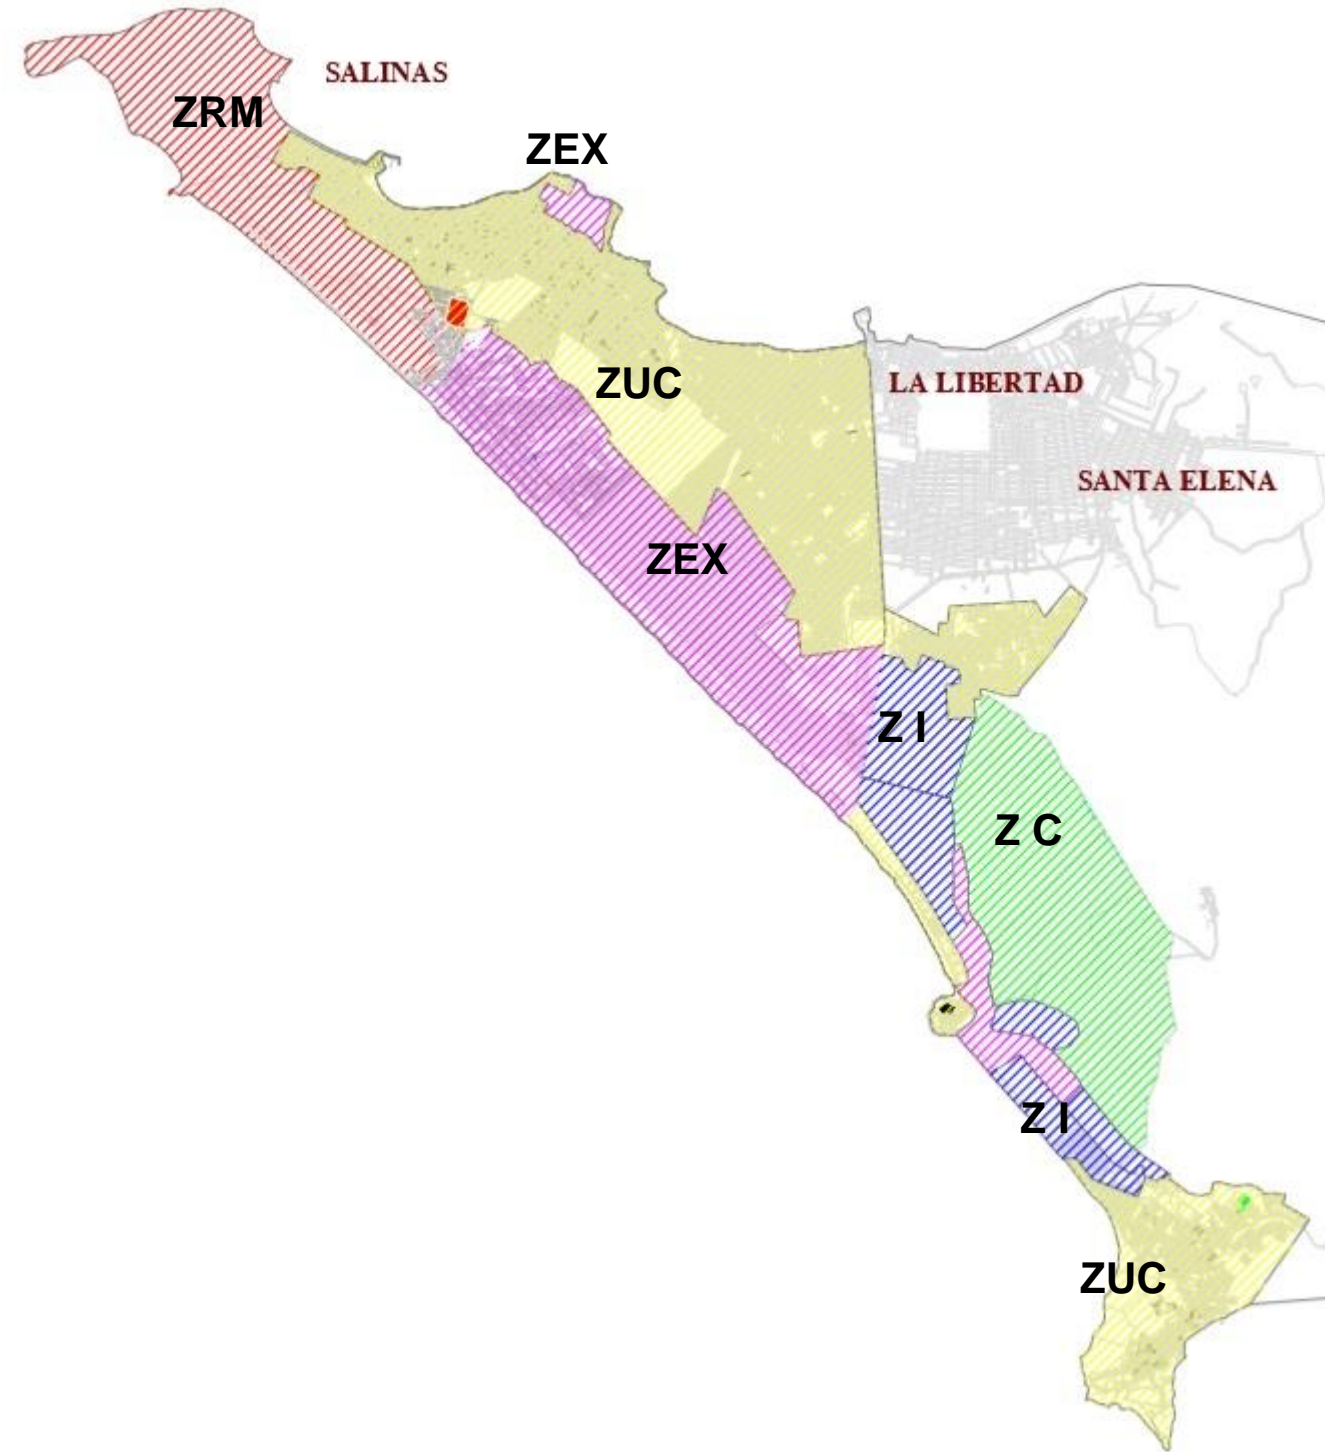 SALINAS
ZRM
ZEX
ZUC
LA LIBERTAD
SANTA ELENA
ZEX
Z I
Z C
Z I
ZUC